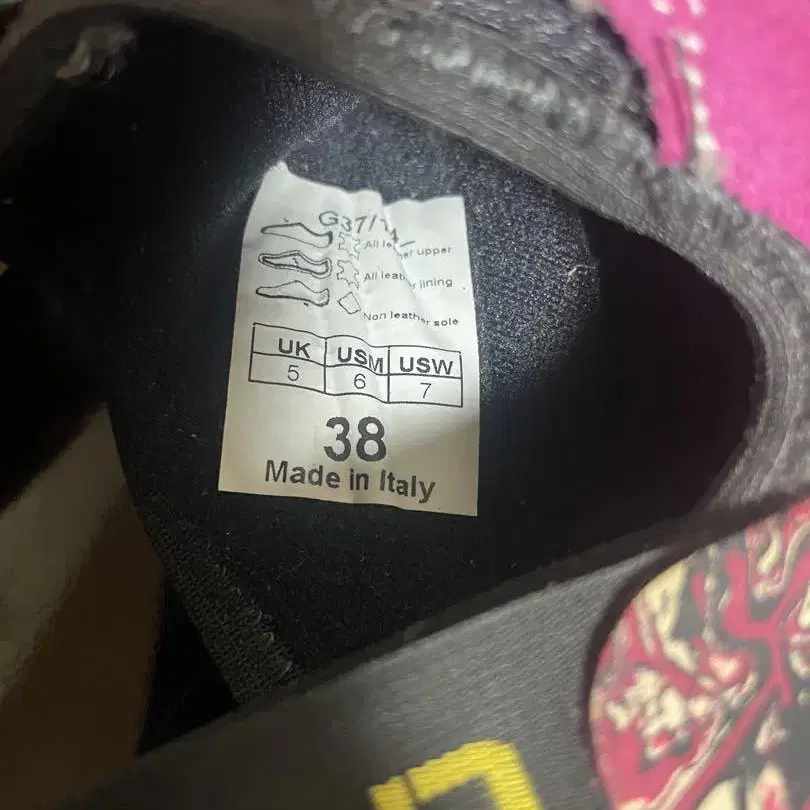 All leather upper
All leather lining
Non leather sole
UK USM USW
5 6 7
38
Made in Italy